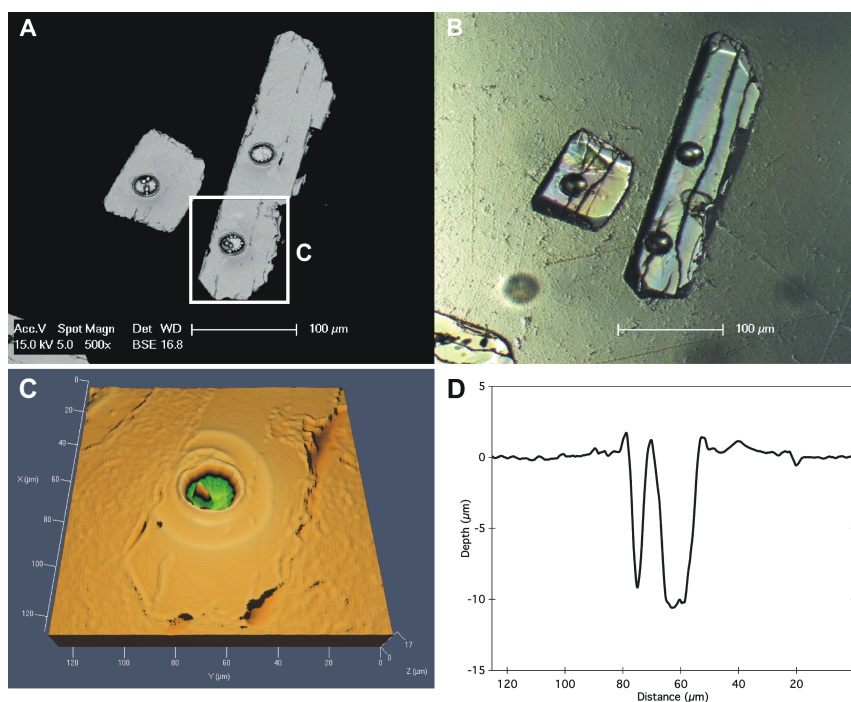 A
C
Acc.V Spot Magn Det WD
15.0 kV 5.0 500x BSE 16.8
100 µm
B
100 µm
C
0
20
40
60
80
100
120
X (µm)
120 100 80 60 40 20 0
Y (µm)
0
17
Z (µm)
D
5
0
-5
-10
-15
Depth (µm)
120 100 80 60 40 20
Distance (µm)